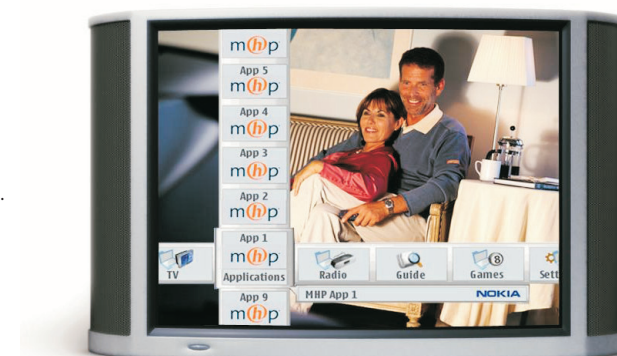 mhp
App 5
mhp
App 4
mhp
App 3
mhp
App 2
mhp
App 1
mhp
TV
Applications
Radio
Guide
8
Games
Sett
App 9
mhp
MHP App 1
NOKIA